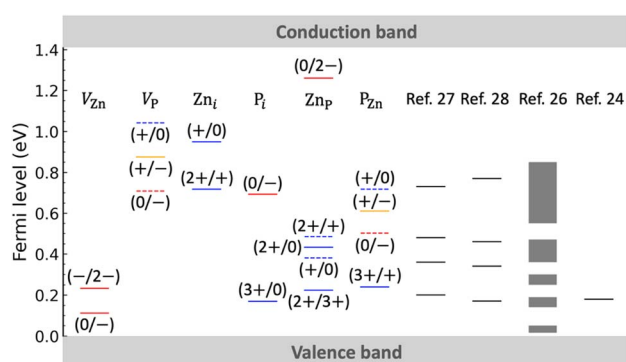 Conduction band
1.4
(0/2−)
1.2
V_Zn V_P Zn_i P_i Zn_P P_Zn Ref. 27 Ref. 28 Ref. 26 Ref. 24
1.0
(+/0) (+/0)
0.8
(+/−) (2+/+) (0/−) (+/0)
(+/−)
0.6
(0/−) (2+/+)
0.4
(2+/0) (0/−)
(+/0)
(−/2−) (3+/0) (3+/+)
0.2
(2+/3+)
(0/−)
0.0
Fermi level (eV)
Valence band